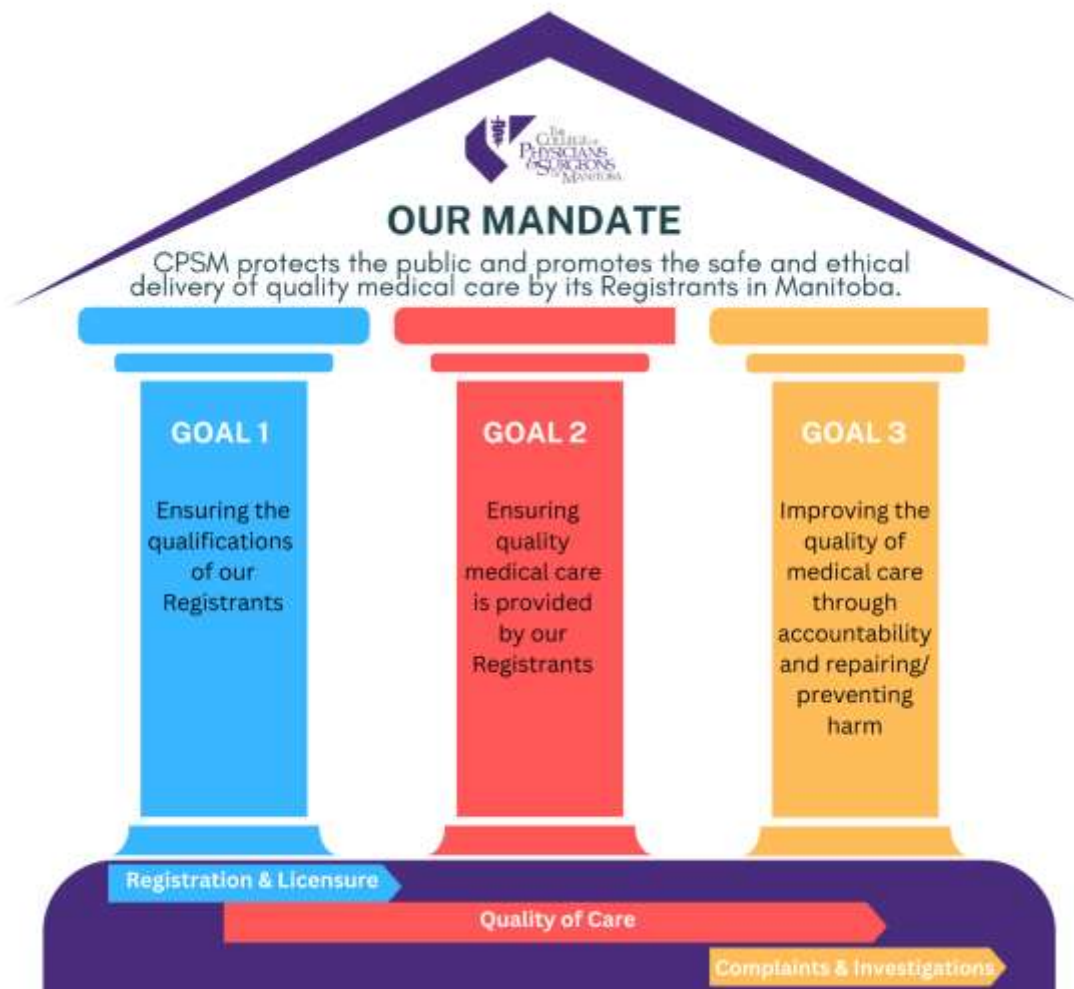 THE
COLLEGE OF
PHYSICIANS
& SURGEONS
OF MANITOBA
OUR MANDATE
CPSM protects the public and promotes the safe and ethical
delivery of quality medical care by its Registrants in Manitoba.
GOAL 1
Ensuring the
qualifications
of our
Registrants
GOAL 2
Ensuring
quality
medical care
is provided
by our
Registrants
GOAL 3
Improving the
quality of
medical care
through
accountability
and repairing/
preventing
harm
Registration & Licensure
Quality of Care
Complaints & Investigations